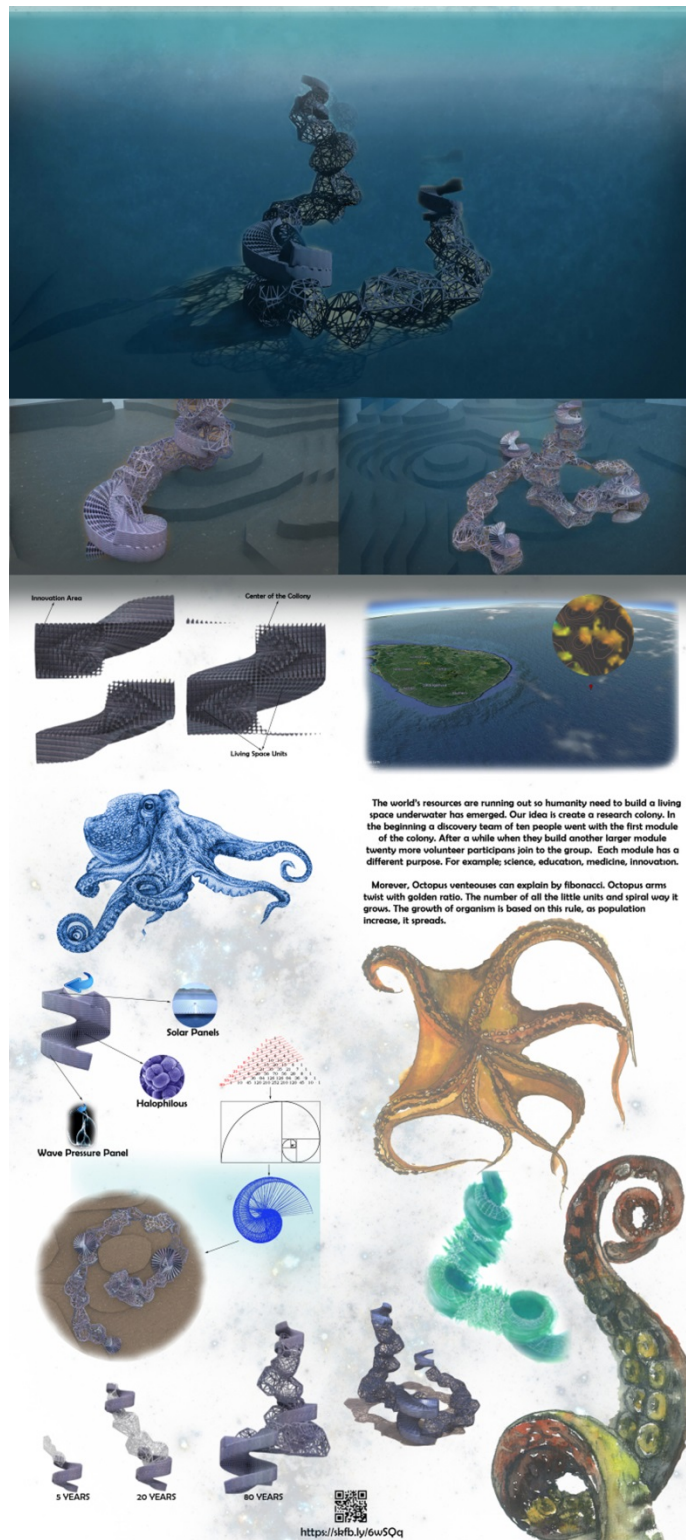 Innovation Area
Center of the Collony
Living Space Units
The world's resources are running out so humanity need to build a living
space underwater has emerged. Our idea is create a research colony. In
the beginning a discovery team of ten people went with the first module
of the colony. After a while when they build another larger module
twenty more volunteer participans join to the group. Each module has a
different purpose. For example; science, education, medicine, innovation.
Morever, Octopus venteouses can explain by fibonacci. Octopus arms
twist with golden ratio. The number of all the little units and spiral way it
grows. The growth of organism is based on this rule, as population
increase, it spreads.
Solar Panels
Halophilous
Wave Pressure Panel
5 YEARS
20 YEARS
80 YEARS
https://skfb.ly/6wSQq